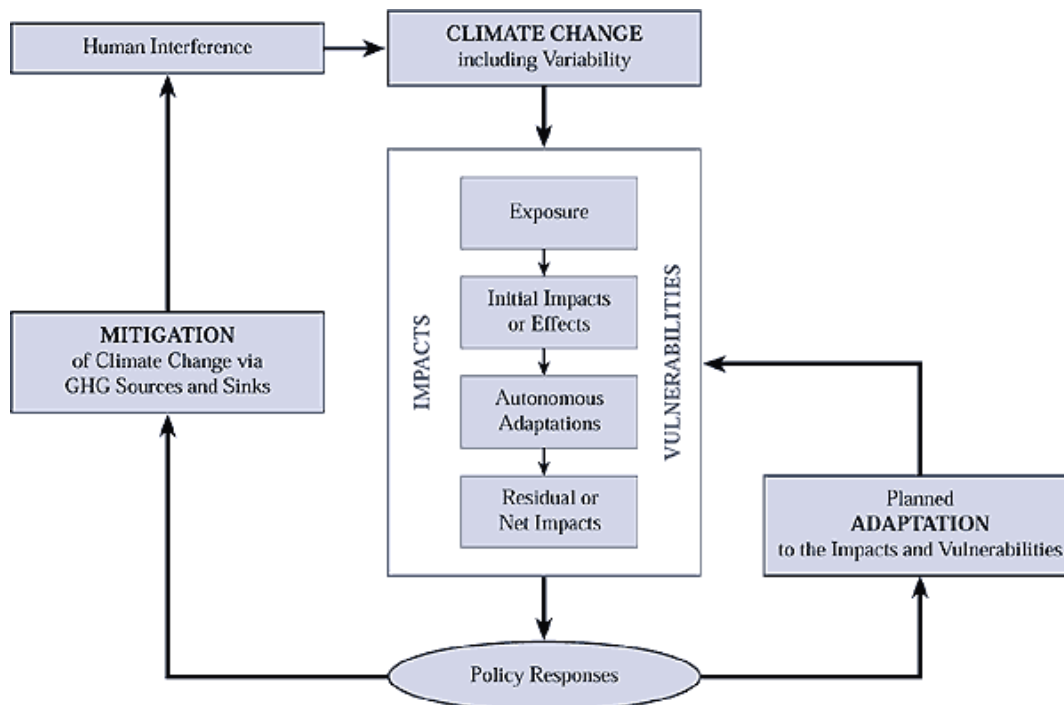 Human Interference
CLIMATE CHANGE
including Variability
Exposure
Initial Impacts
or Effects
IMPACTS
VULNERABILITIES
MITIGATION
of Climate Change via
GHG Sources and Sinks
Autonomous
Adaptations
Residual or
Net Impacts
Planned
ADAPTATION
to the Impacts and Vulnerabilities
Policy Responses